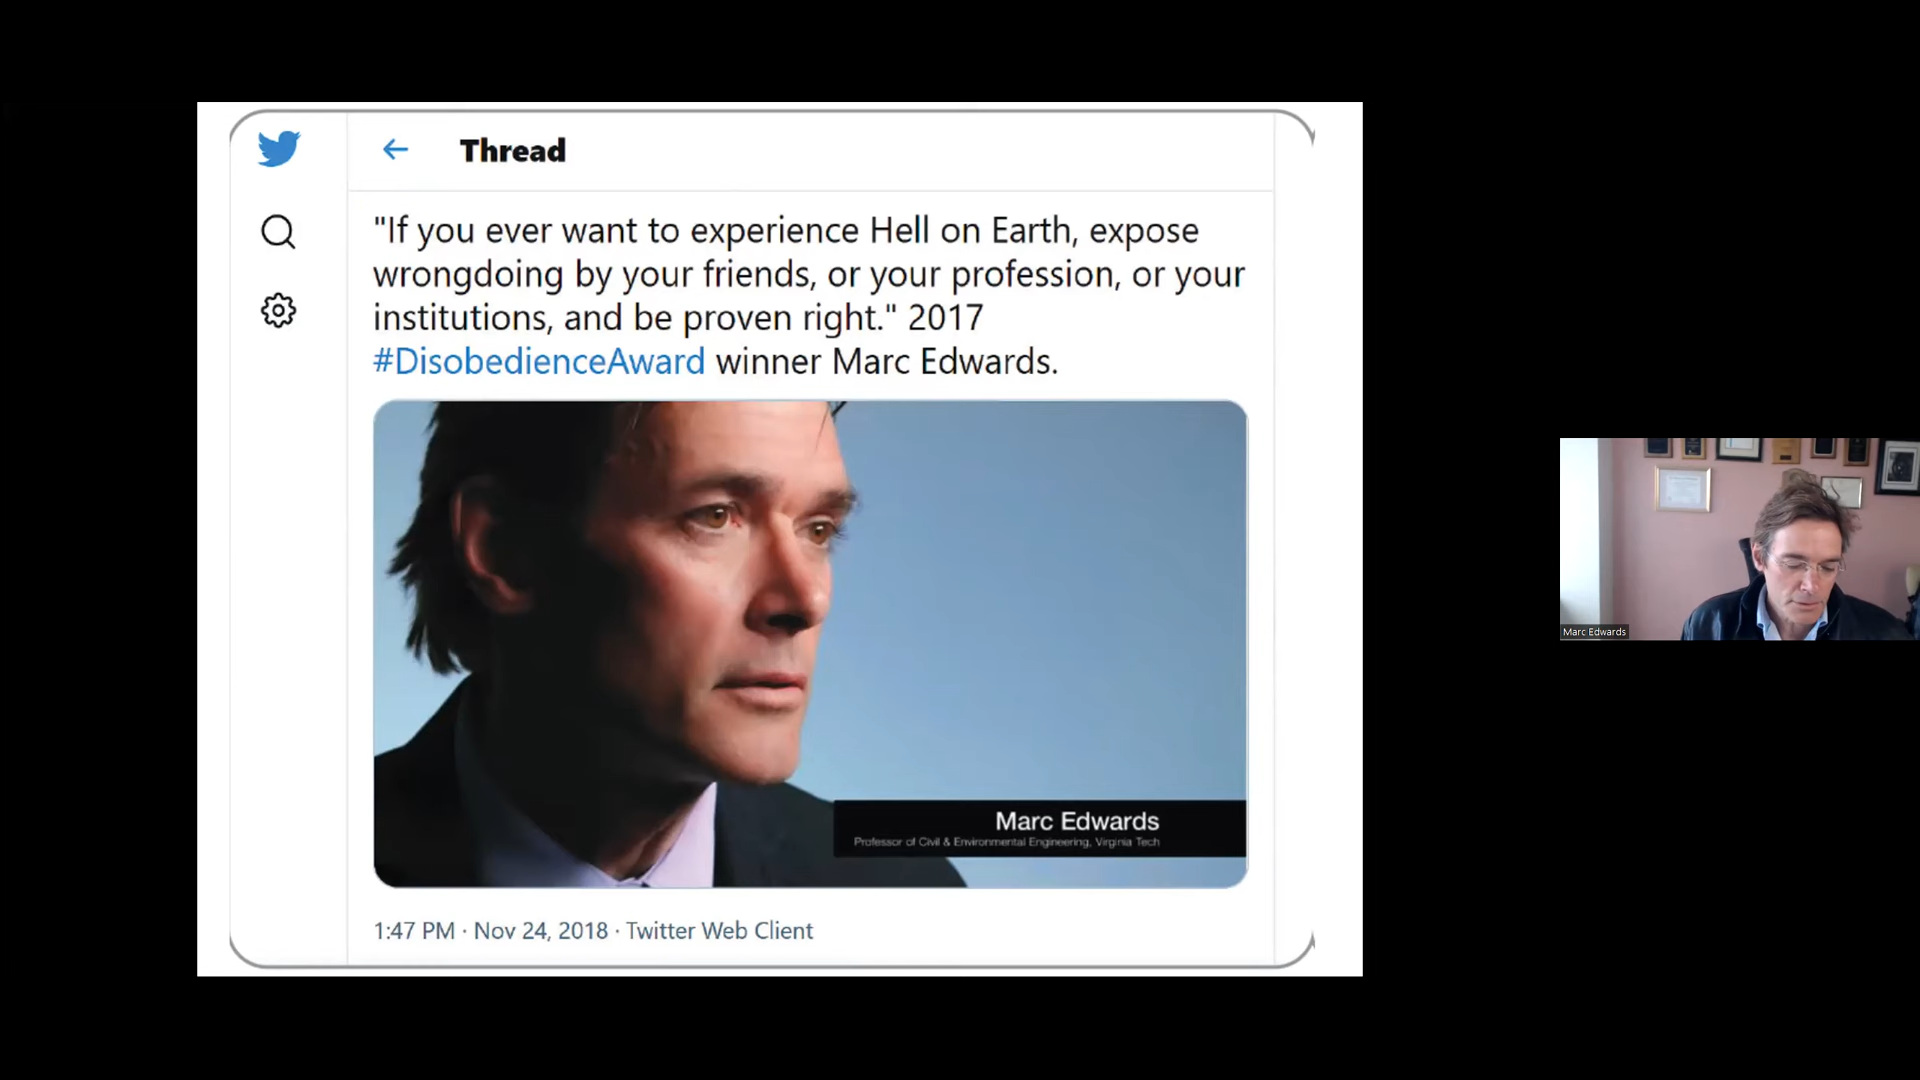 Thread
"If you ever want to experience Hell on Earth, expose
wrongdoing by your friends, or your profession, or your
institutions, and be proven right." 2017
#DisobedienceAward winner Marc Edwards.
Marc Edwards
Professor of Civil & Environmental Engineering, Virginia Tech
1:47 PM · Nov 24, 2018 · Twitter Web Client
Marc Edwards